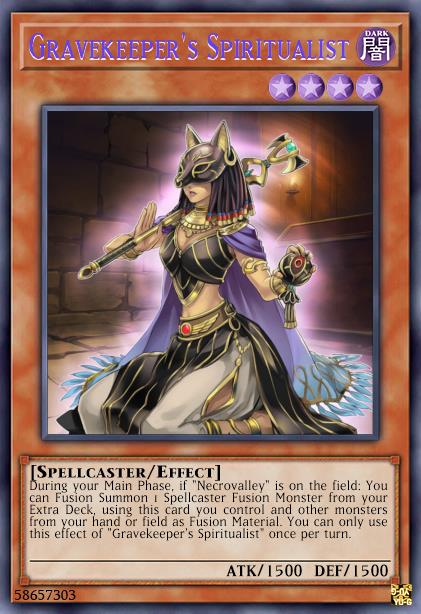 Gravekeeper's Spiritualist
DARK
闇
[Spellcaster/Effect]
During your Main Phase, if "Necrovalley" is on the field: You
can Fusion Summon 1 Spellcaster Fusion Monster from your
Extra Deck, using this card you control and other monsters
from your hand or field as Fusion Material. You can only use
this effect of "Gravekeeper's Spiritualist" once per turn.
ATK/1500 DEF/1500
58657303